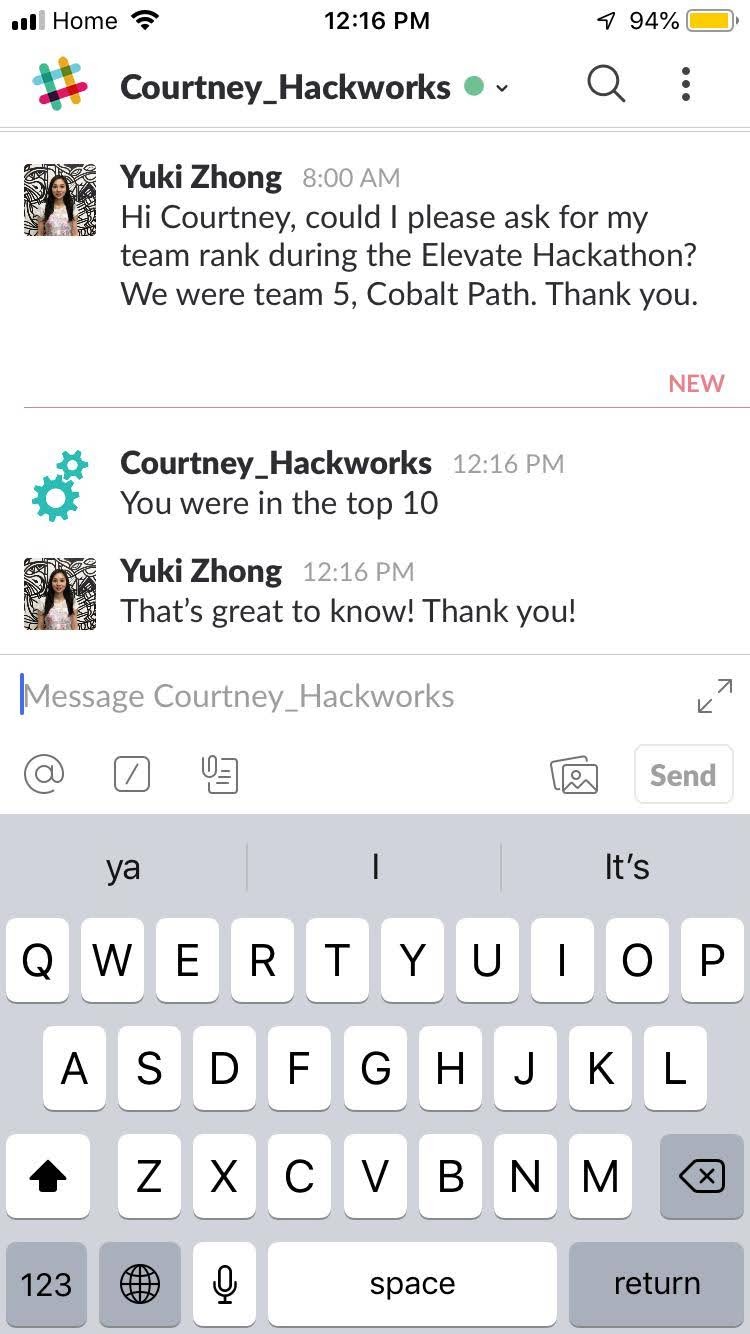 Home 12:16 PM 94%
Courtney_Hackworks
Yuki Zhong 8:00 AM
Hi Courtney, could I please ask for my
team rank during the Elevate Hackathon?
We were team 5, Cobalt Path. Thank you.
NEW
Courtney_Hackworks 12:16 PM
You were in the top 10
Yuki Zhong 12:16 PM
That’s great to know! Thank you!
Message Courtney_Hackworks
@ / Send
ya I It’s
Q W E R T Y U I O P
A S D F G H J K L
Z X C V B N M
123 space return